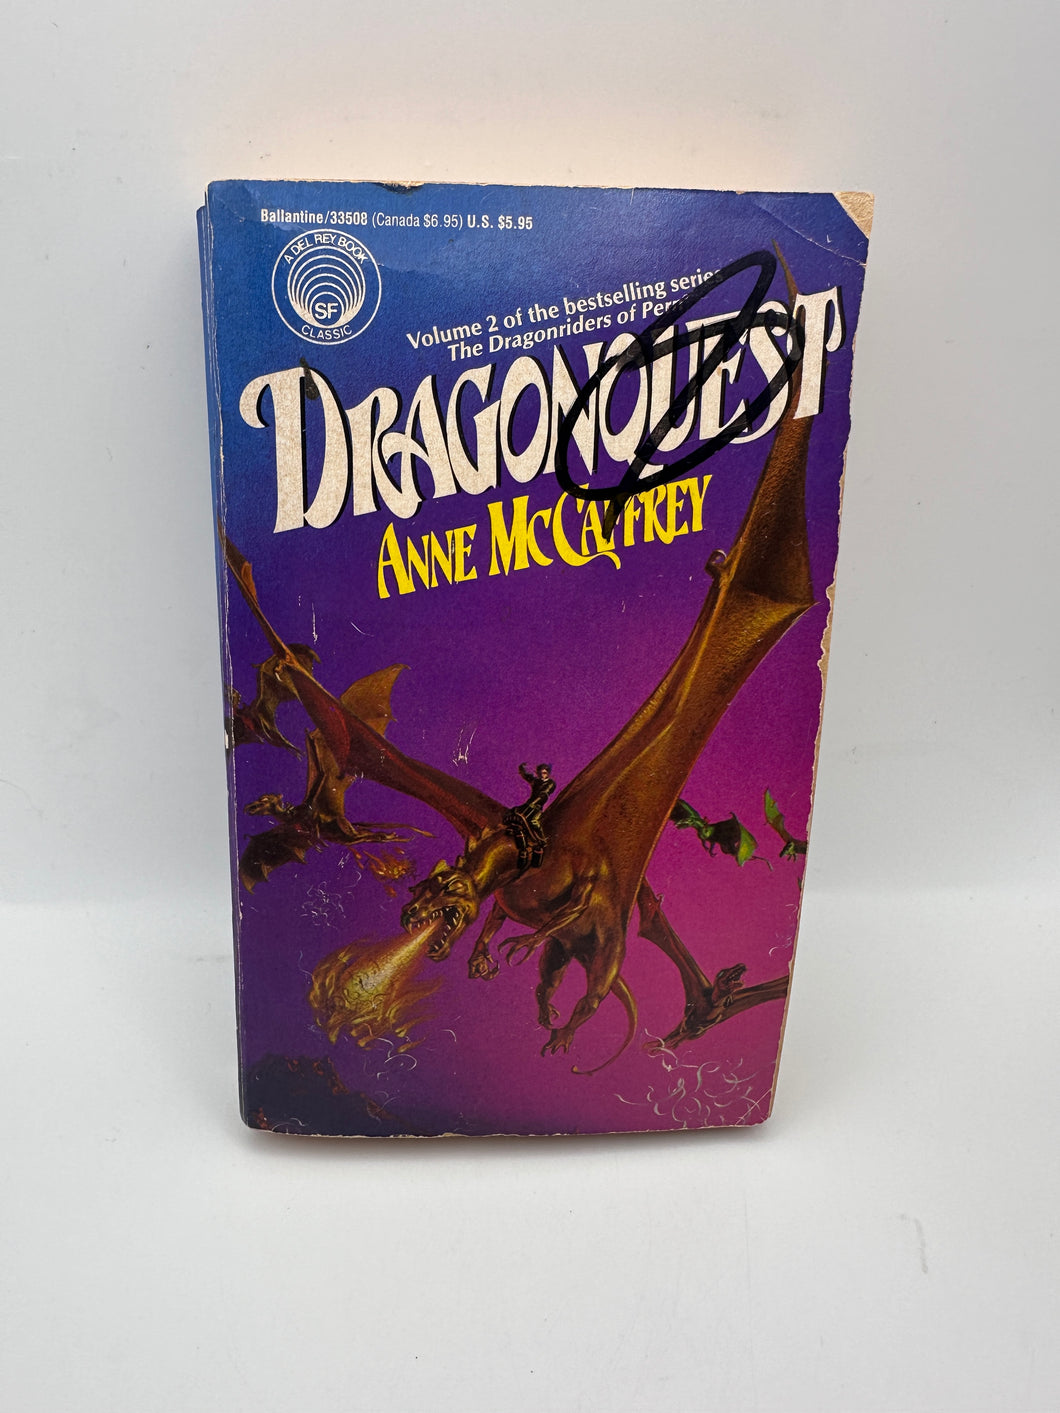 Ballantine/33508 (Canada $6.95) U.S. $5.95
A DEL REY BOOK
SF
CLASSIC
Volume 2 of the bestselling series
The Dragonriders of Pern
DRAGONQUEST
ANNE MCCAFFREY